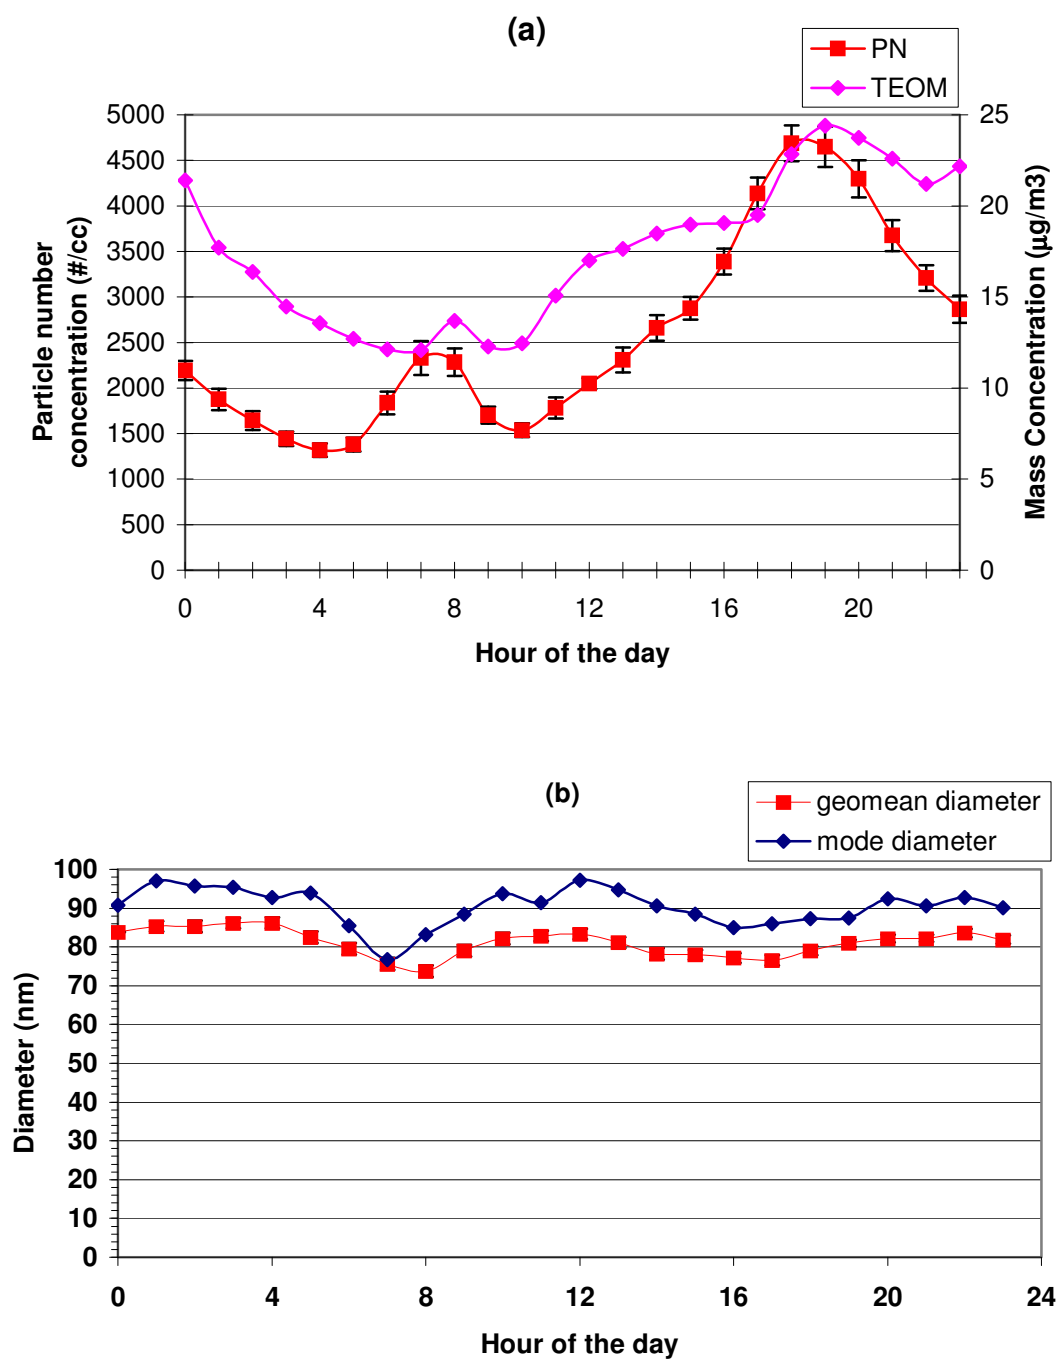 (a)
PN
TEOM
5000
4500
4000
3500
3000
2500
2000
1500
1000
500
0
25
20
15
10
5
0
Particle number
concentration (#/cc)
Mass Concentration (µg/m3)
0 4 8 12 16 20
Hour of the day
(b)
geomean diameter
mode diameter
100
90
80
70
60
50
40
30
20
10
0
Diameter (nm)
0 4 8 12 16 20 24
Hour of the day